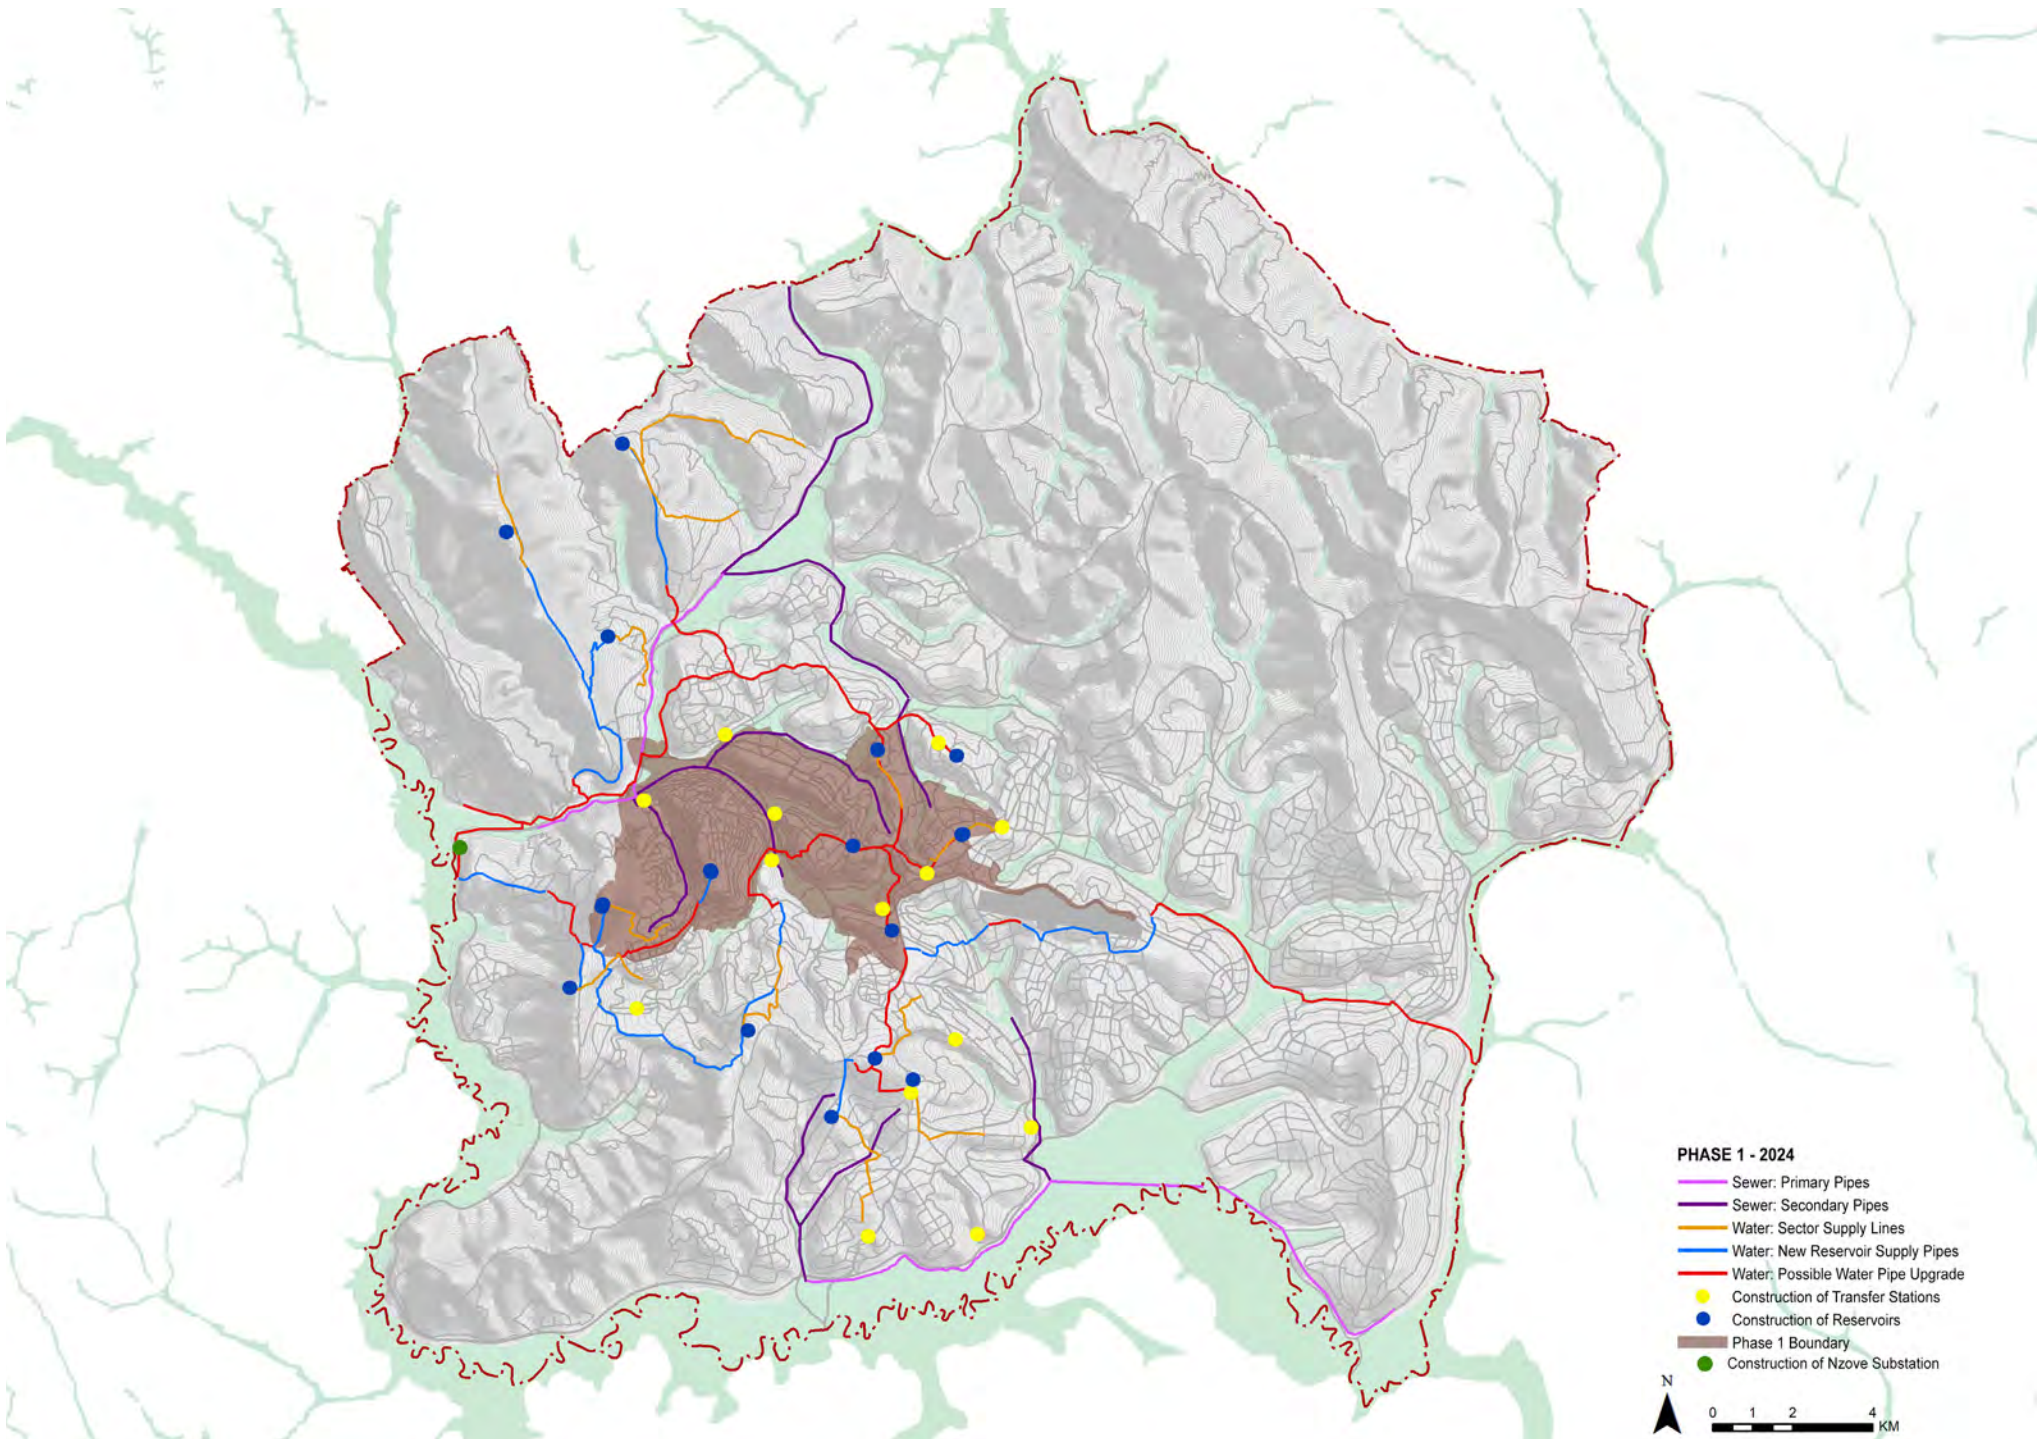 PHASE 1 - 2024
Sewer: Primary Pipes
Sewer: Secondary Pipes
Water: Sector Supply Lines
Water: New Reservoir Supply Pipes
Water: Possible Water Pipe Upgrade
Construction of Transfer Stations
Construction of Reservoirs
Phase 1 Boundary
Construction of Nzove Substation
N
0 1 2 4
KM